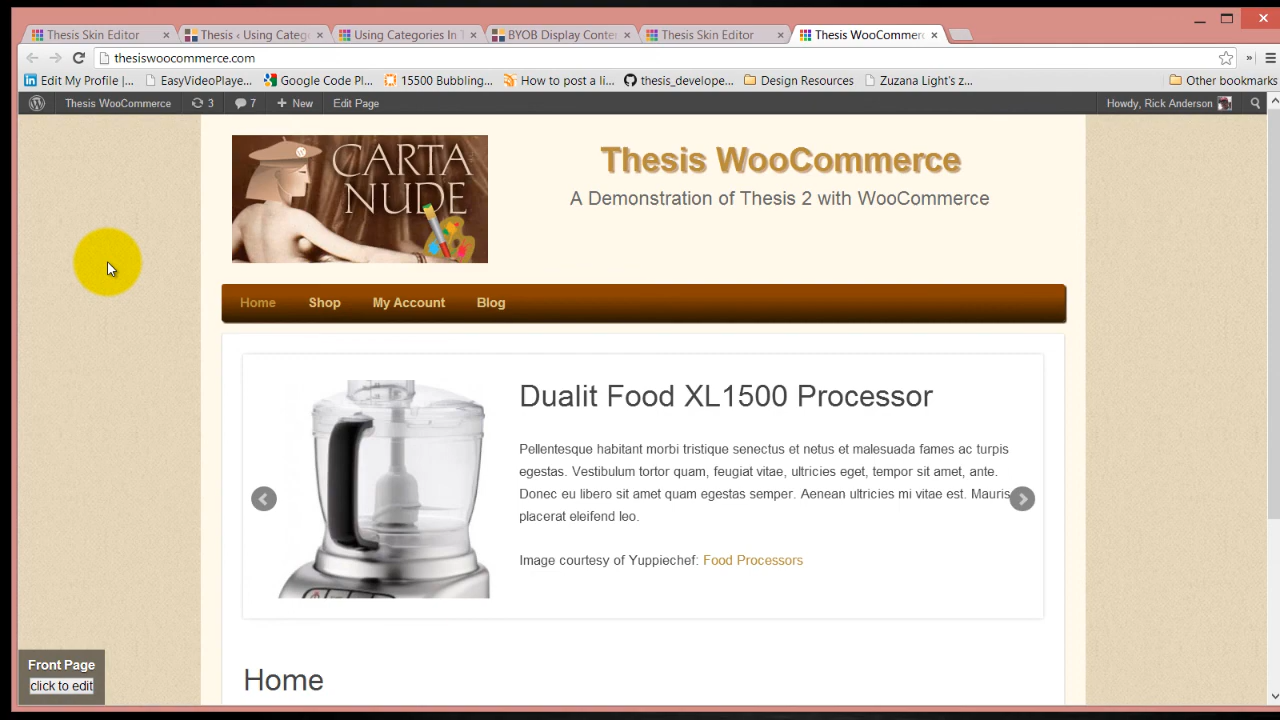 Thesis Skin Editor
Thesis ‹ Using Catego
Using Categories In
BYOB Display Conte
Thesis Skin Editor
Thesis WooCommerc
thesiswoocommerce.com
Edit My Profile |...
EasyVideoPlaye...
Google Code Pl...
15500 Bubbling...
How to post a li...
thesis_develope...
Design Resources
Zuzana Light's z...
Other bookmarks
Thesis WooCommerce
3
7
+ New
Edit Page
Howdy, Rick Anderson
CARTA
NUDE
Thesis WooCommerce
A Demonstration of Thesis 2 with WooCommerce
Home
Shop
My Account
Blog
Dualit Food XL1500 Processor
Pellentesque habitant morbi tristique senectus et netus et malesuada fames ac turpis
egestas. Vestibulum tortor quam, feugiat vitae, ultricies eget, tempor sit amet, ante.
Donec eu libero sit amet quam egestas semper. Aenean ultricies mi vitae est. Mauris
placerat eleifend leo.
Image courtesy of Yuppiechef: Food Processors
Front Page
click to edit
Home